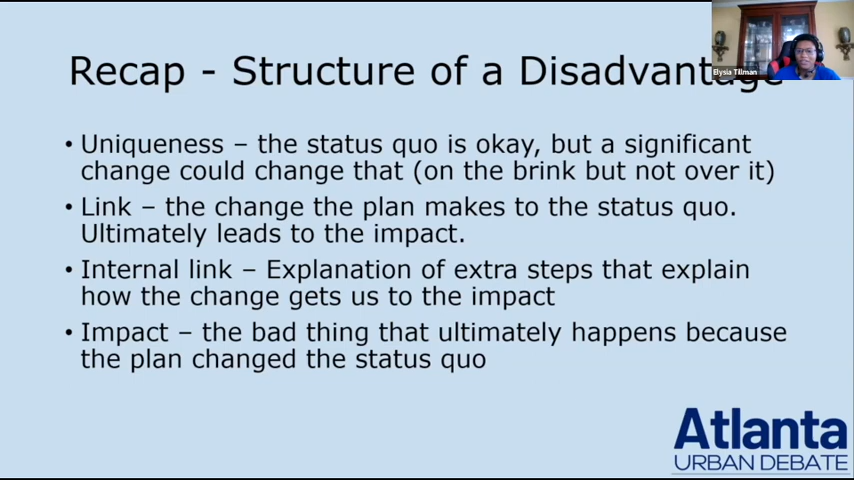 Recap - Structure of a Disadvantage
Elysia Tillman
• Uniqueness – the status quo is okay, but a significant
change could change that (on the brink but not over it)
• Link – the change the plan makes to the status quo.
Ultimately leads to the impact.
• Internal link – Explanation of extra steps that explain
how the change gets us to the impact
• Impact – the bad thing that ultimately happens because
the plan changed the status quo
Atlanta
URBAN DEBATE